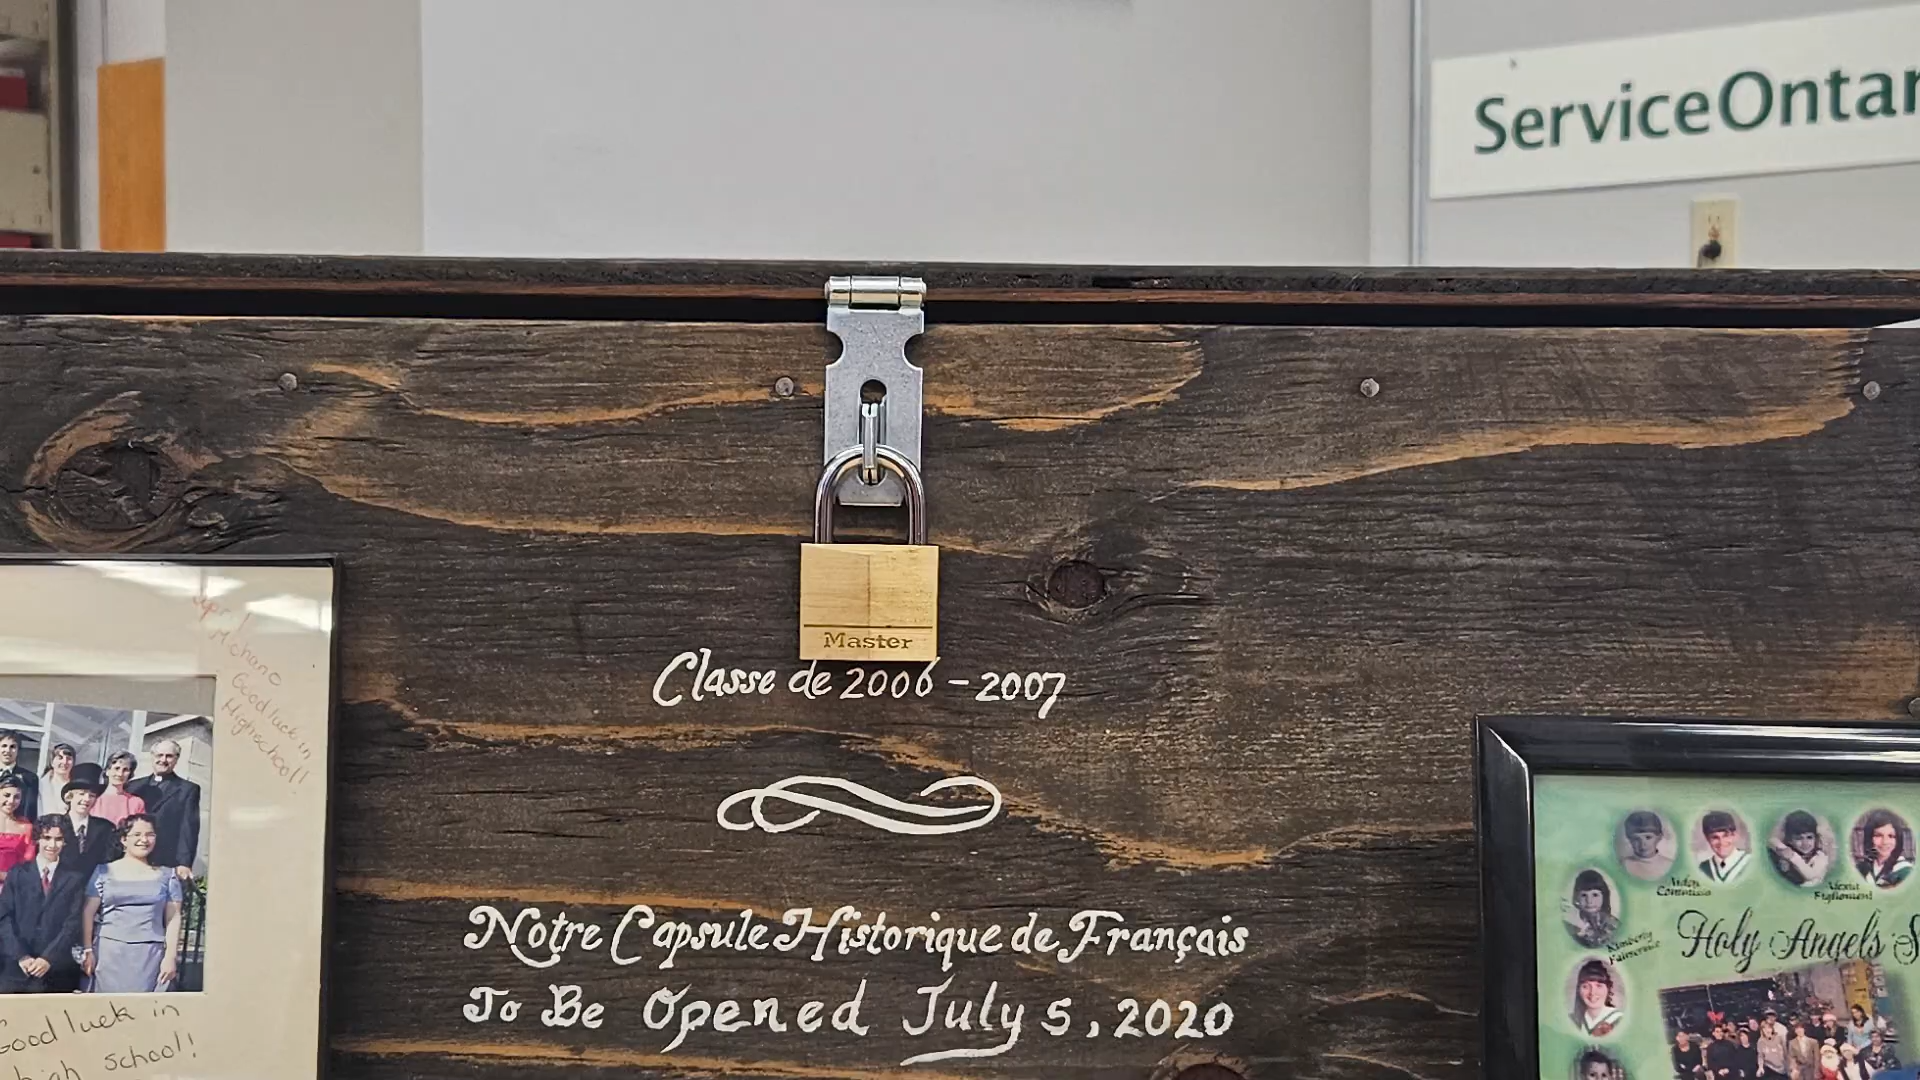 ServiceOntar
Master
Classe de 2006-2007
Notre Capsule Historique de Français
To Be Opened July 5, 2020
Good luck in
Highschool!
Good luck in
high school!
Holy Angels S